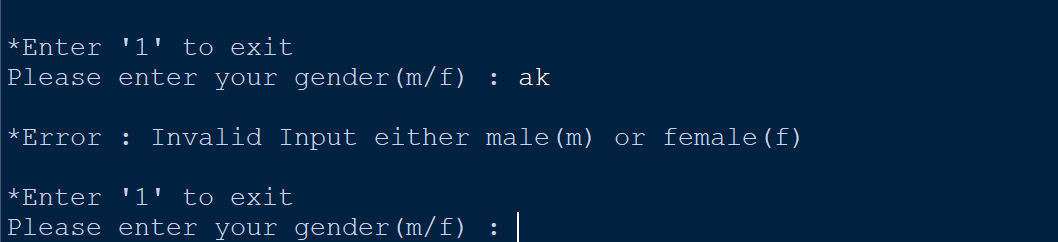 *Enter '1' to exit
Please enter your gender(m/f) : ak
*Error : Invalid Input either male(m) or female(f)
*Enter '1' to exit
Please enter your gender(m/f) :